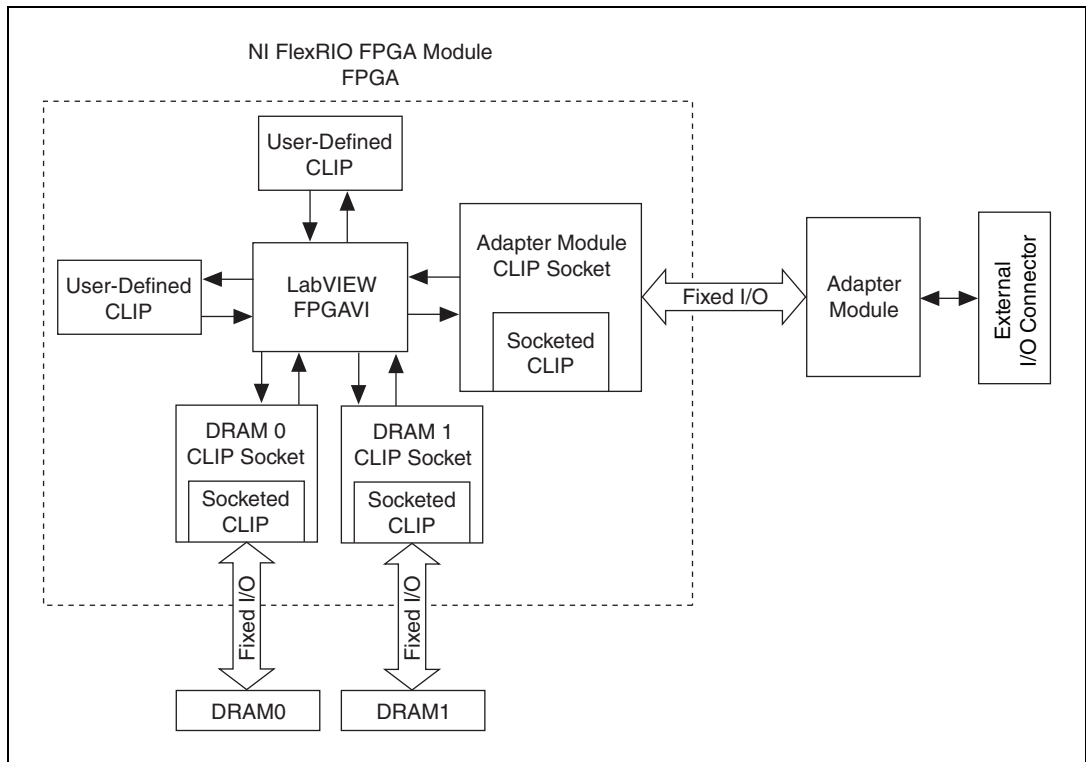 NI FlexRIO FPGA Module
FPGA
User-Defined
CLIP
User-Defined
CLIP
LabVIEW
FPGAVI
Adapter Module
CLIP Socket
Socketed
CLIP
Fixed I/O
Adapter
Module
External
I/O Connector
DRAM 0
CLIP Socket
Socketed
CLIP
DRAM 1
CLIP Socket
Socketed
CLIP
Fixed I/O
Fixed I/O
DRAM0
DRAM1